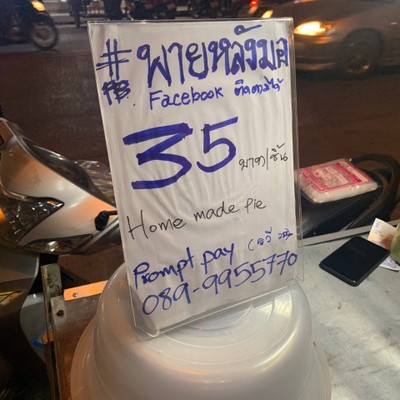 # พายหลังมอ
FB. Facebook ติดตามได้
35 บาท/ชิ้น
Home made pie
Prompt pay
089-9955770